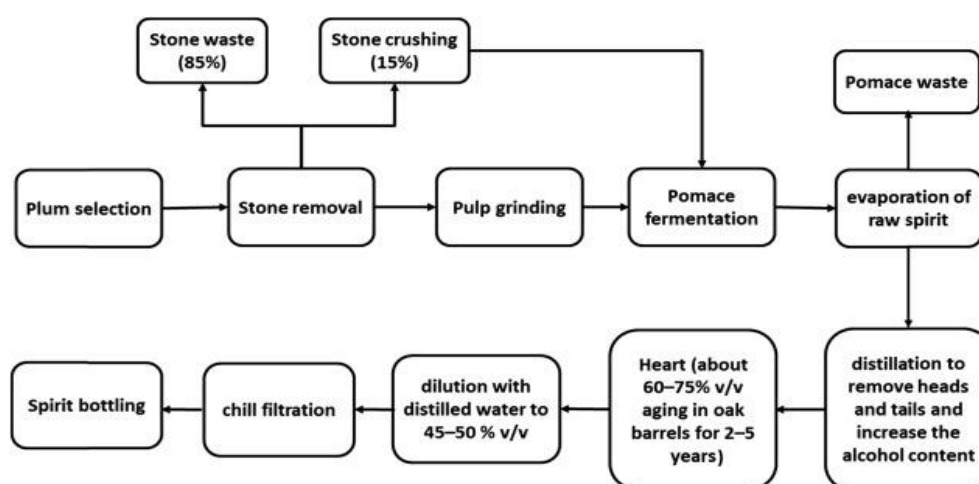 Stone waste
(85%)
Stone crushing
(15%)
Pomace waste
Plum selection
Stone removal
Pulp grinding
Pomace
fermentation
evaporation of
raw spirit
distillation to
remove heads
and tails and
increase the
alcohol content
Heart (about
60–75% v/v
aging in oak
barrels for 2–5
years)
dilution with
distilled water to
45–50 % v/v
chill filtration
Spirit bottling